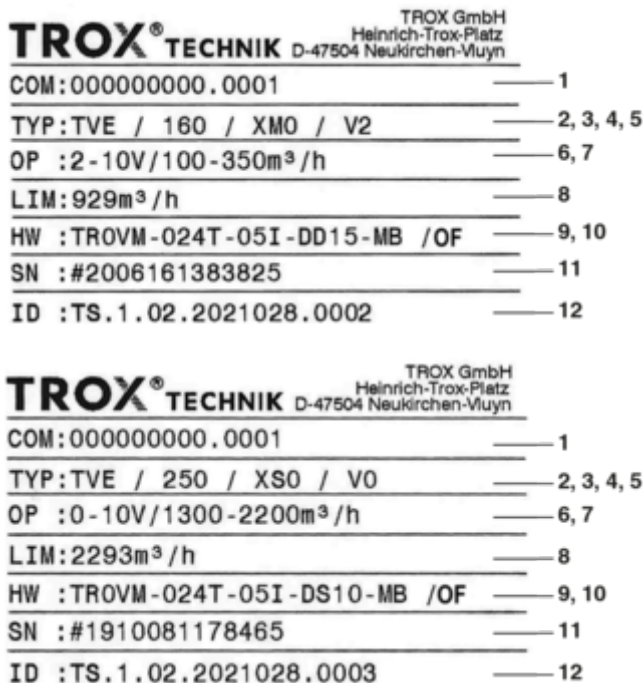 TROX® TECHNIK TROX GmbH
Heinrich-Trox-Platz
D-47504 Neukirchen-Vluyn
COM:000000000.0001 1
TYP:TVE / 160 / XM0 / V2 2, 3, 4, 5
OP :2-10V/100-350m³/h 6, 7
LIM:929m³/h 8
HW :TROVM-024T-05I-DD15-MB /OF 9, 10
SN :#2006161383825 11
ID :TS.1.02.2021028.0002 12
TROX® TECHNIK TROX GmbH
Heinrich-Trox-Platz
D-47504 Neukirchen-Vluyn
COM:000000000.0001 1
TYP:TVE / 250 / XS0 / V0 2, 3, 4, 5
OP :0-10V/1300-2200m³/h 6, 7
LIM:2293m³/h 8
HW :TROVM-024T-05I-DS10-MB /OF 9, 10
SN :#1910081178465 11
ID :TS.1.02.2021028.0003 12